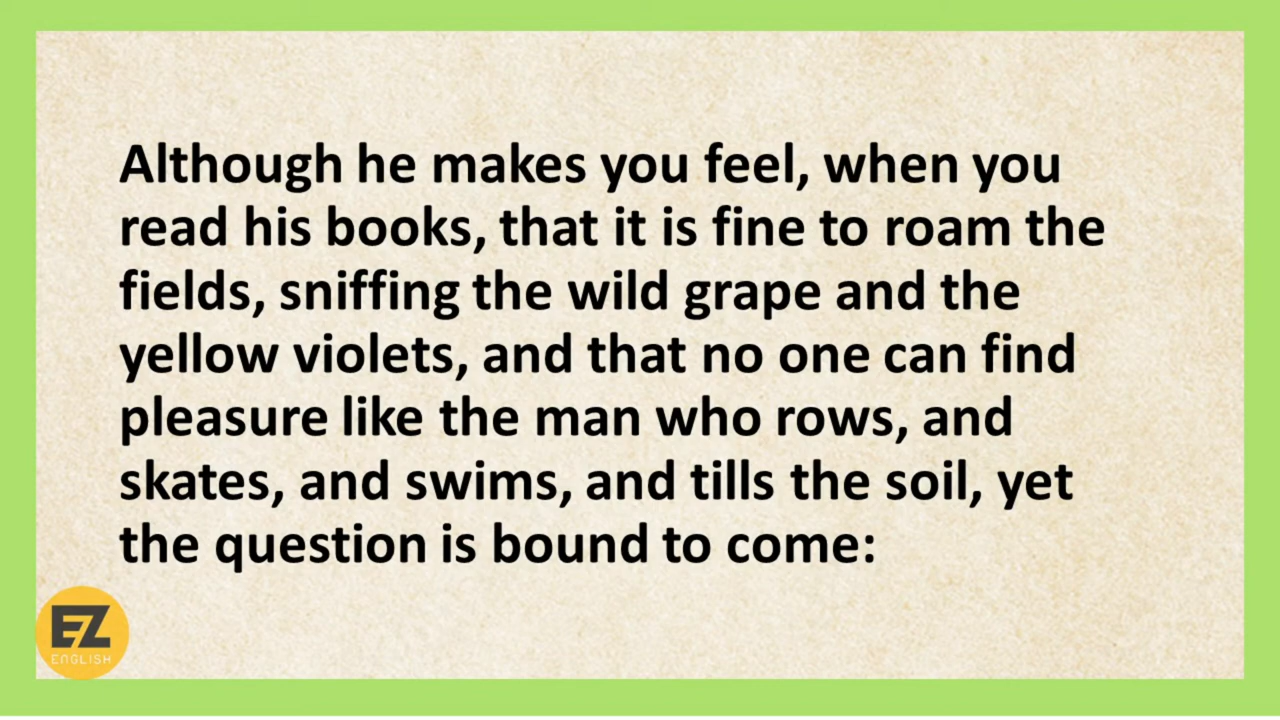 Although he makes you feel, when you
read his books, that it is fine to roam the
fields, sniffing the wild grape and the
yellow violets, and that no one can find
pleasure like the man who rows, and
skates, and swims, and tills the soil, yet
the question is bound to come:
EZ
ENGLISH